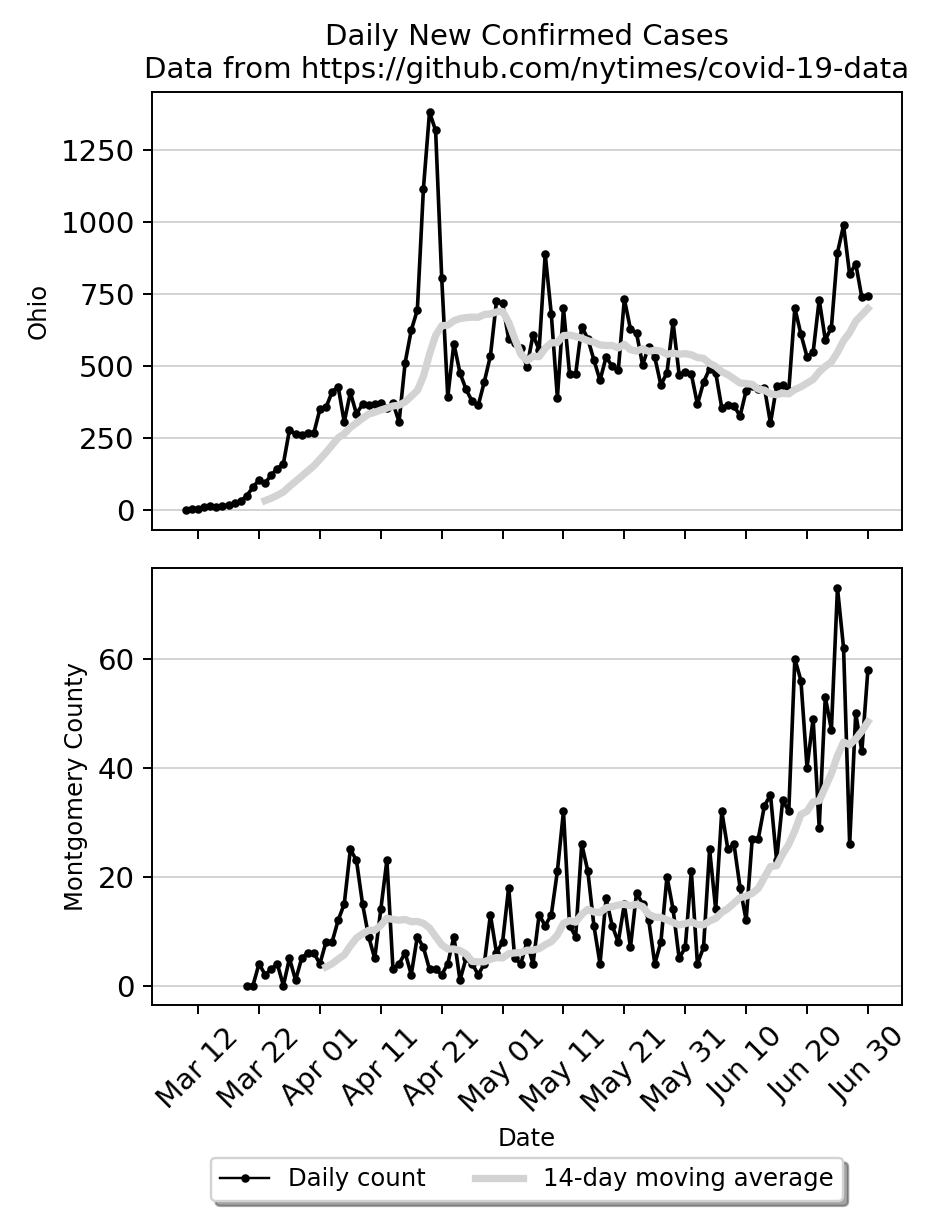 Daily New Confirmed Cases
Data from https://github.com/nytimes/covid-19-data
1250
1000
750
500
250
0
Ohio
60
40
20
0
Montgomery County
Mar 12
Mar 22
Apr 01
Apr 11
Apr 21
May 01
May 11
May 21
May 31
Jun 10
Jun 20
Jun 30
Date
Daily count
14-day moving average